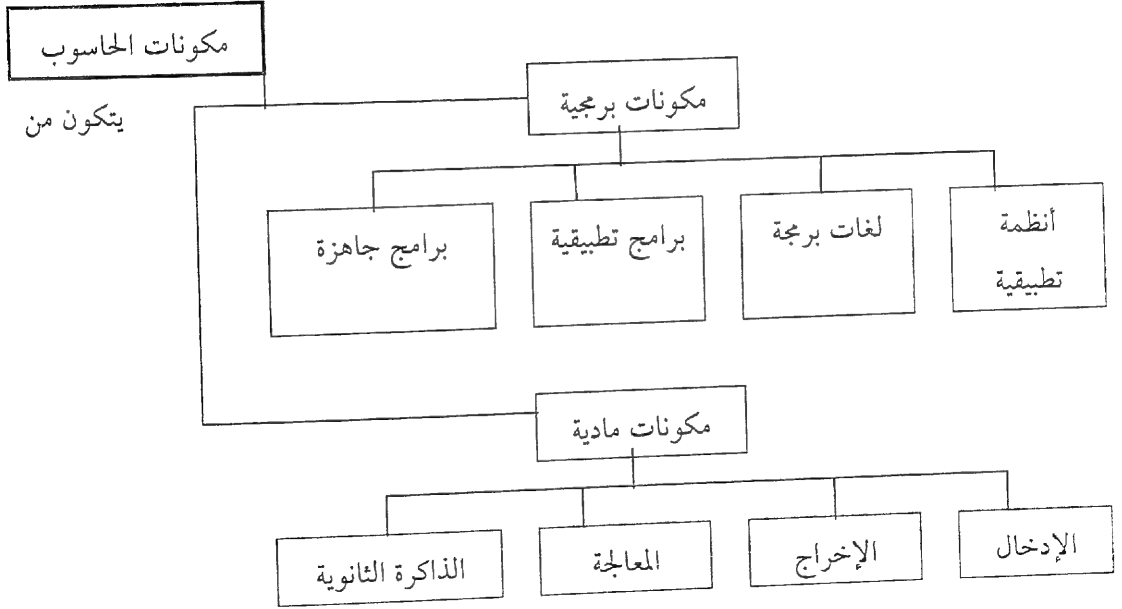 مكونات الحاسوب
يتكون من
مكونات برمجية
أنظمة
تطبيقية
لغات برمجة
برامج تطبيقية
برامج جاهزة
مكونات مادية
الإدخال
الإخراج
المعالجة
الذاكرة الثانوية